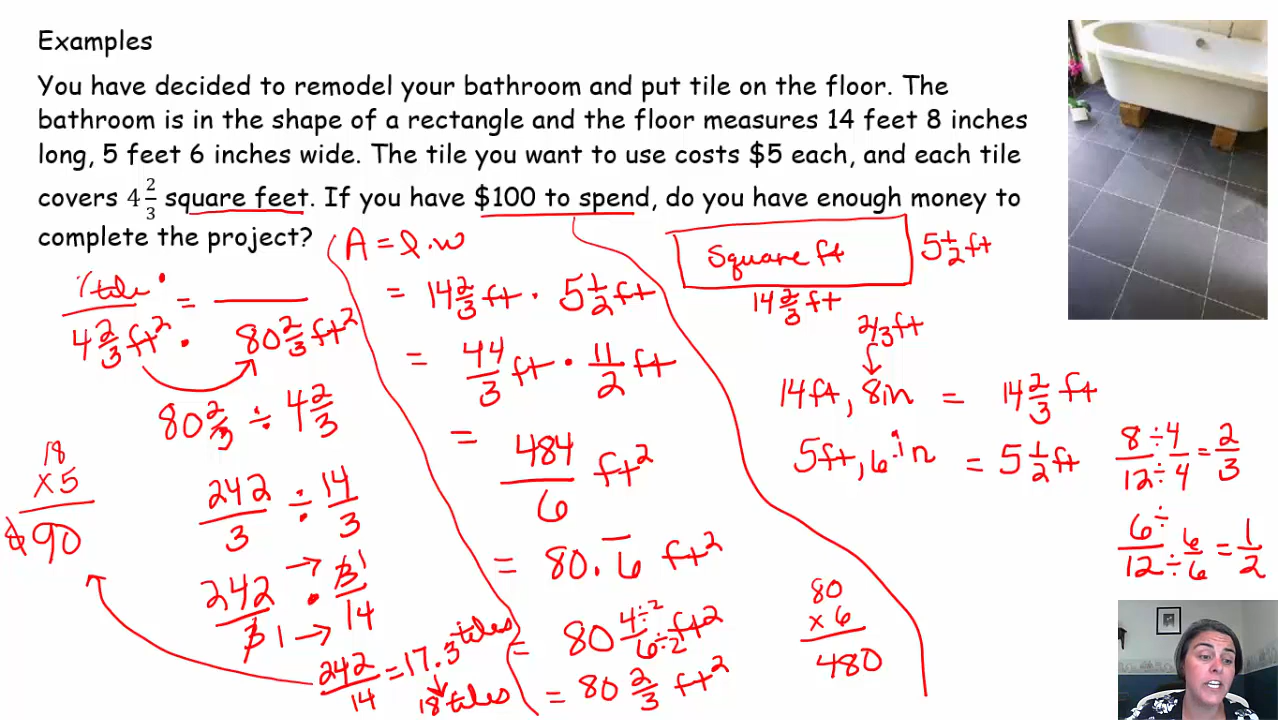 Examples
You have decided to remodel your bathroom and put tile on the floor. The
bathroom is in the shape of a rectangle and the floor measures 14 feet 8 inches
long, 5 feet 6 inches wide. The tile you want to use costs $5 each, and each tile
covers 4 2/3 square feet. If you have $100 to spend, do you have enough money to
complete the project?
1 tile / 4 2/3 ft² = ___ / 80 2/3 ft²
80 2/3 ÷ 4 2/3
242/3 ÷ 14/3
242/3 1 · 3/14 1
242/14 = 17.3 tiles
18 tiles
18
x 5
$90
A = l · w
= 14 2/3 ft · 5 1/2 ft
= 44/3 ft · 11/2 ft
= 484/6 ft²
= 80.6̅ ft²
= 80 4÷2/6÷2 ft²
= 80 2/3 ft²
Square ft
5 1/2 ft
14 2/3 ft
2/3 ft
14ft, 8in = 14 2/3 ft
5ft, 6in = 5 1/2 ft
8/12 ÷ 4/÷ 4 = 2/3
6/12 ÷ 6/÷ 6 = 1/2
80
x 6
480